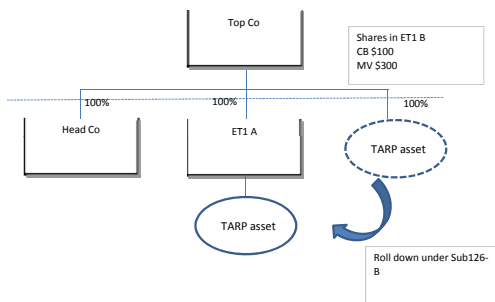 Top Co
Shares in ET1 B
CB $100
MV $300
100%
100%
100%
Head Co
ET1 A
TARP asset
TARP asset
Roll down under Sub126-
B